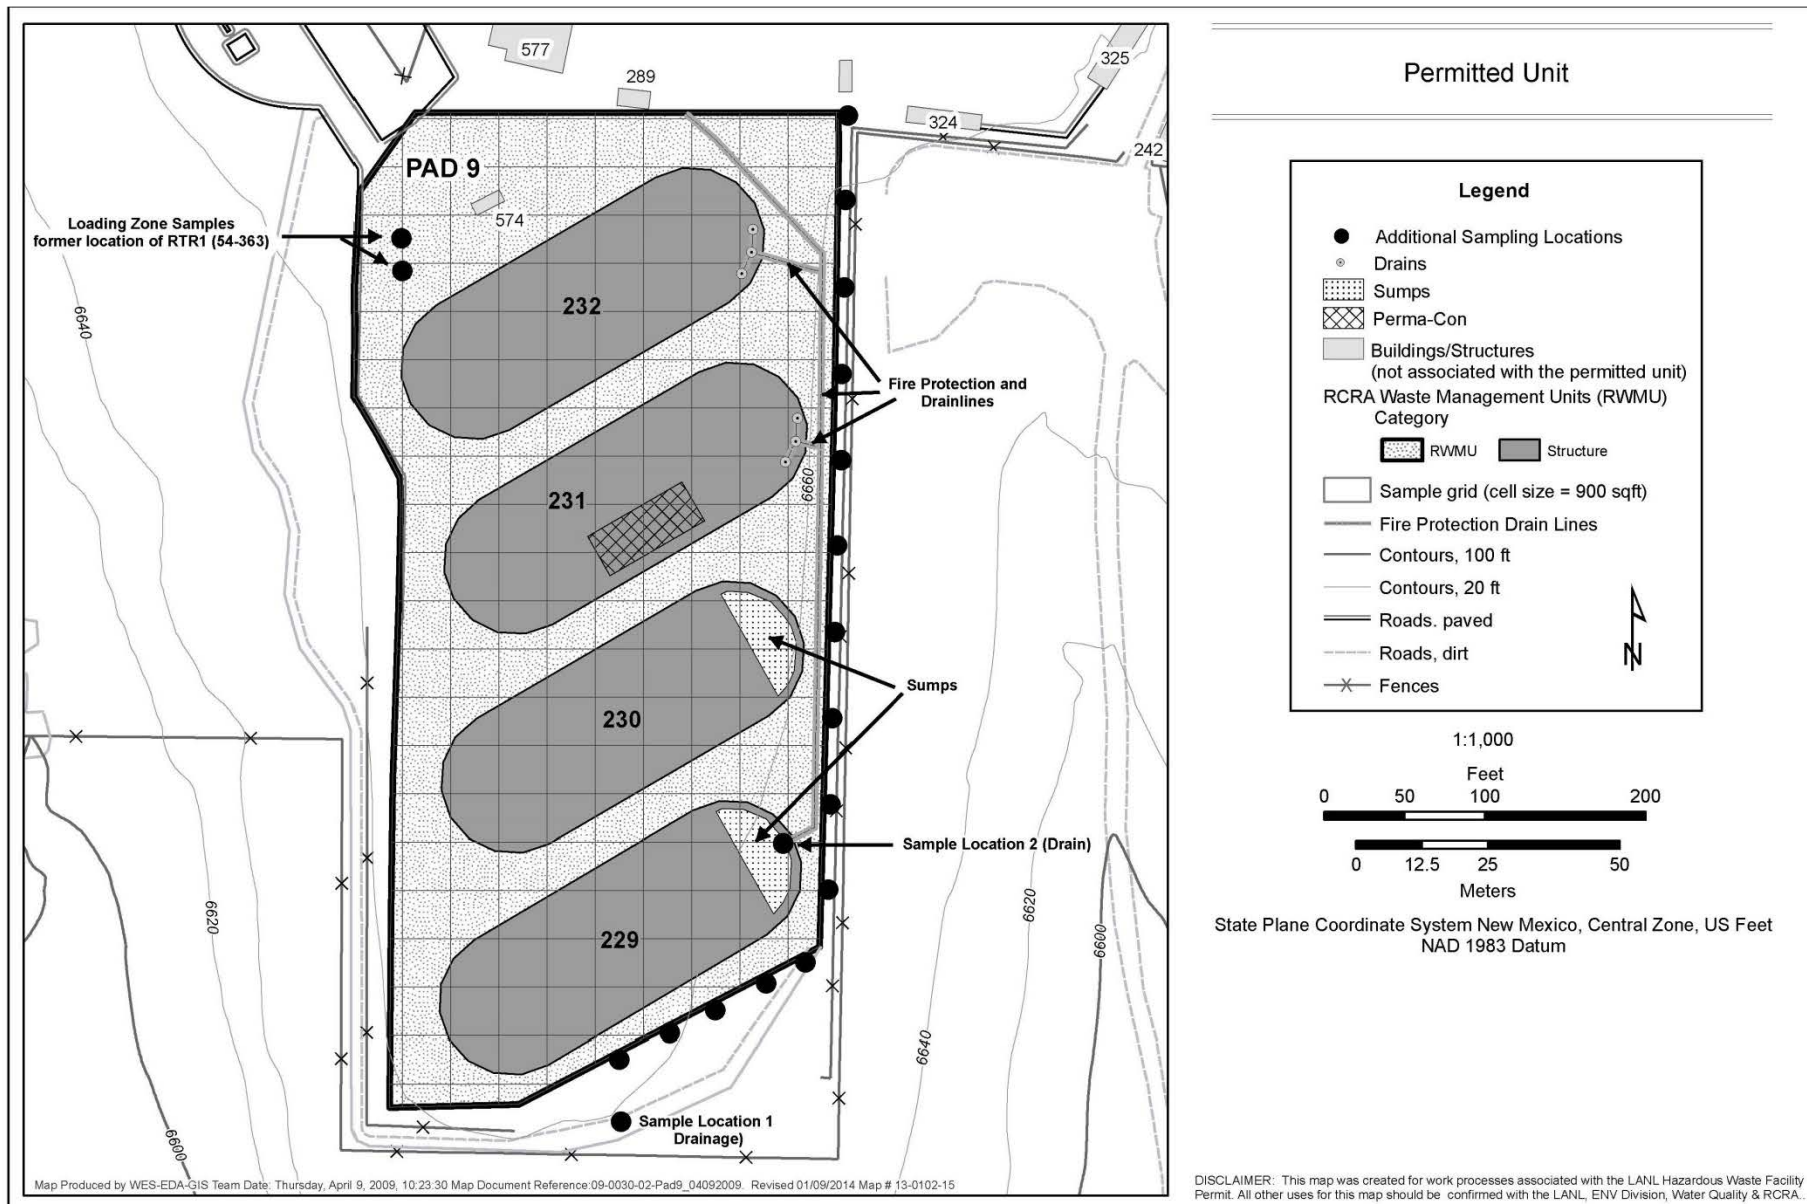 577
289
325
324
242
PAD 9
574
Loading Zone Samples
former location of RTR1 (54-363)
232
6640
Fire Protection and
Drainlines
231
6660
Sumps
230
Sample Location 2 (Drain)
229
6620
6620
6600
6640
6600
Sample Location 1
Drainage)
Map Produced by WES-EDA-GIS Team Date: Thursday, April 9, 2009, 10:23:30 Map Document Reference:09-0030-02-Pad9_04092009. Revised 01/09/2014 Map # 13-0102-15
Permitted Unit
Legend
Additional Sampling Locations
Drains
Sumps
Perma-Con
Buildings/Structures
(not associated with the permitted unit)
RCRA Waste Management Units (RWMU)
Category
RWMU Structure
Sample grid (cell size = 900 sqft)
Fire Protection Drain Lines
Contours, 100 ft
Contours, 20 ft
Roads. paved
Roads, dirt
Fences
N
1:1,000
Feet
0 50 100 200
0 12.5 25 50
Meters
State Plane Coordinate System New Mexico, Central Zone, US Feet
NAD 1983 Datum
DISCLAIMER: This map was created for work processes associated with the LANL Hazardous Waste Facility
Permit. All other uses for this map should be confirmed with the LANL, ENV Division, Water Quality & RCRA.